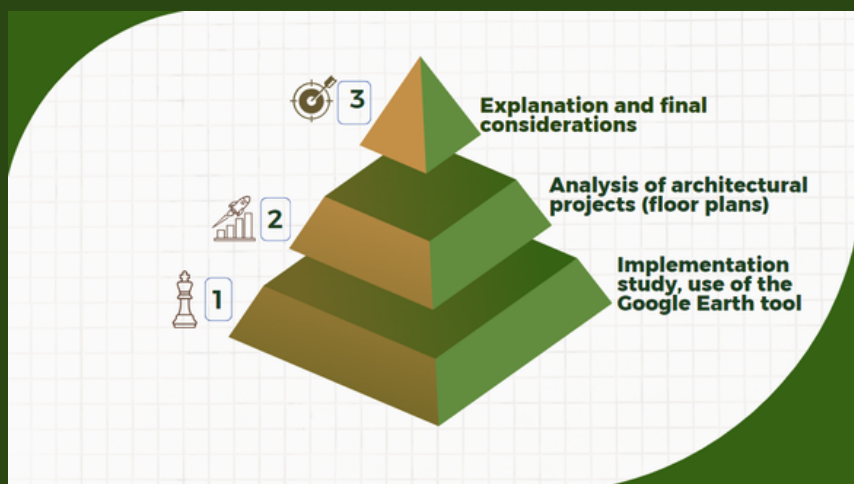 3
Explanation and final
considerations
2
Analysis of architectural
projects (floor plans)
1
Implementation
study, use of the
Google Earth tool